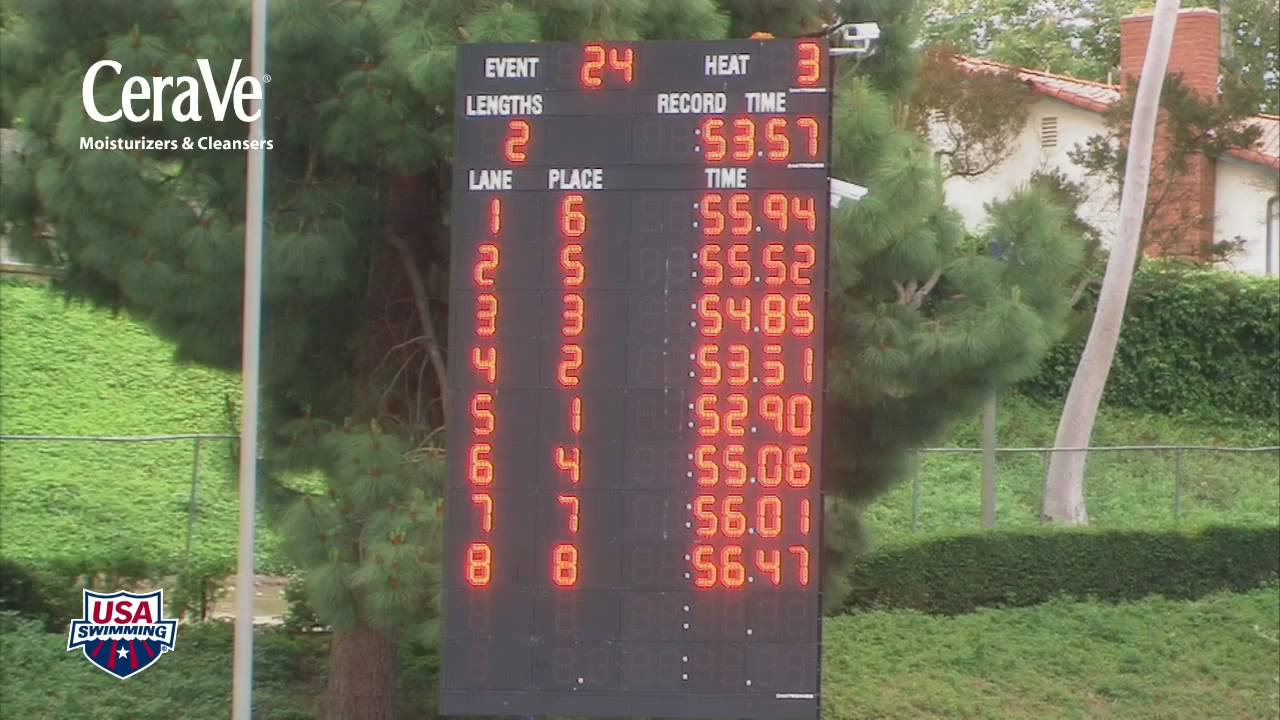 CeraVe®
Moisturizers & Cleansers
EVENT 24 HEAT 3
LENGTHS RECORD TIME
2 :53.57
LANE PLACE TIME
1 6 :55.94
2 5 :55.52
3 3 :54.85
4 2 :53.51
5 1 :52.90
6 4 :55.06
7 7 :56.01
8 8 :56.47
USA
SWIMMING